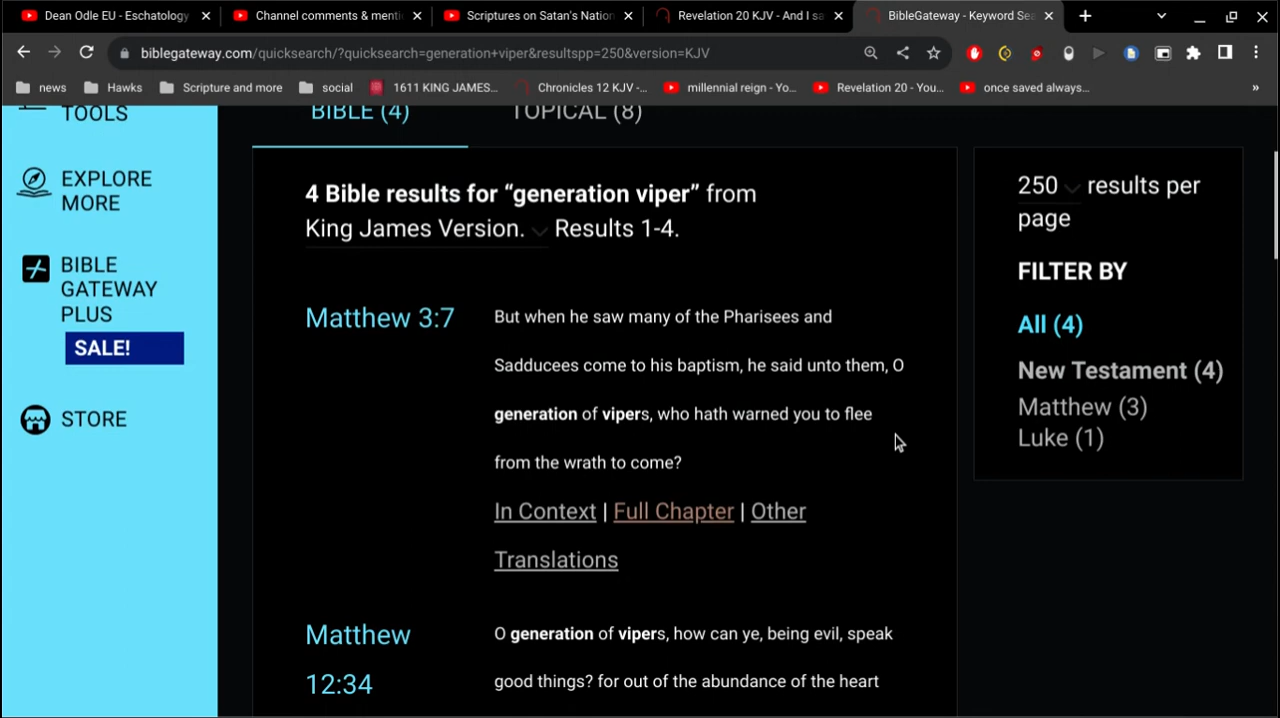 Dean Odle EU - Eschatology
Channel comments & menti
Scriptures on Satan's Nation
Revelation 20 KJV - And I sa
BibleGateway - Keyword Sea
biblegateway.com/quicksearch/?quicksearch=generation+viper&resultspp=250&version=KJV
news
Hawks
Scripture and more
social
1611 KING JAMES...
Chronicles 12 KJV -...
millennial reign - Yo...
Revelation 20 - You...
once saved always...
»
TOOLS
EXPLORE
MORE
BIBLE
GATEWAY
PLUS
SALE!
STORE
BIBLE (4)
TOPICAL (8)
4 Bible results for “generation viper” from
King James Version. Results 1-4.
Matthew 3:7
But when he saw many of the Pharisees and
Sadducees come to his baptism, he said unto them, O
generation of vipers, who hath warned you to flee
from the wrath to come?
In Context | Full Chapter | Other
Translations
Matthew
12:34
O generation of vipers, how can ye, being evil, speak
good things? for out of the abundance of the heart
250 results per
page
FILTER BY
All (4)
New Testament (4)
Matthew (3)
Luke (1)